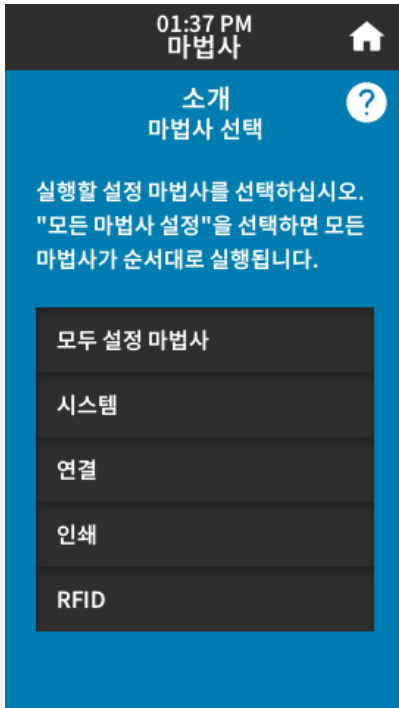 01:37 PM
마법사
소개
?
마법사 선택
실행할 설정 마법사를 선택하십시오.
"모든 마법사 설정"을 선택하면 모든
마법사가 순서대로 실행됩니다.
모두 설정 마법사
시스템
연결
인쇄
RFID